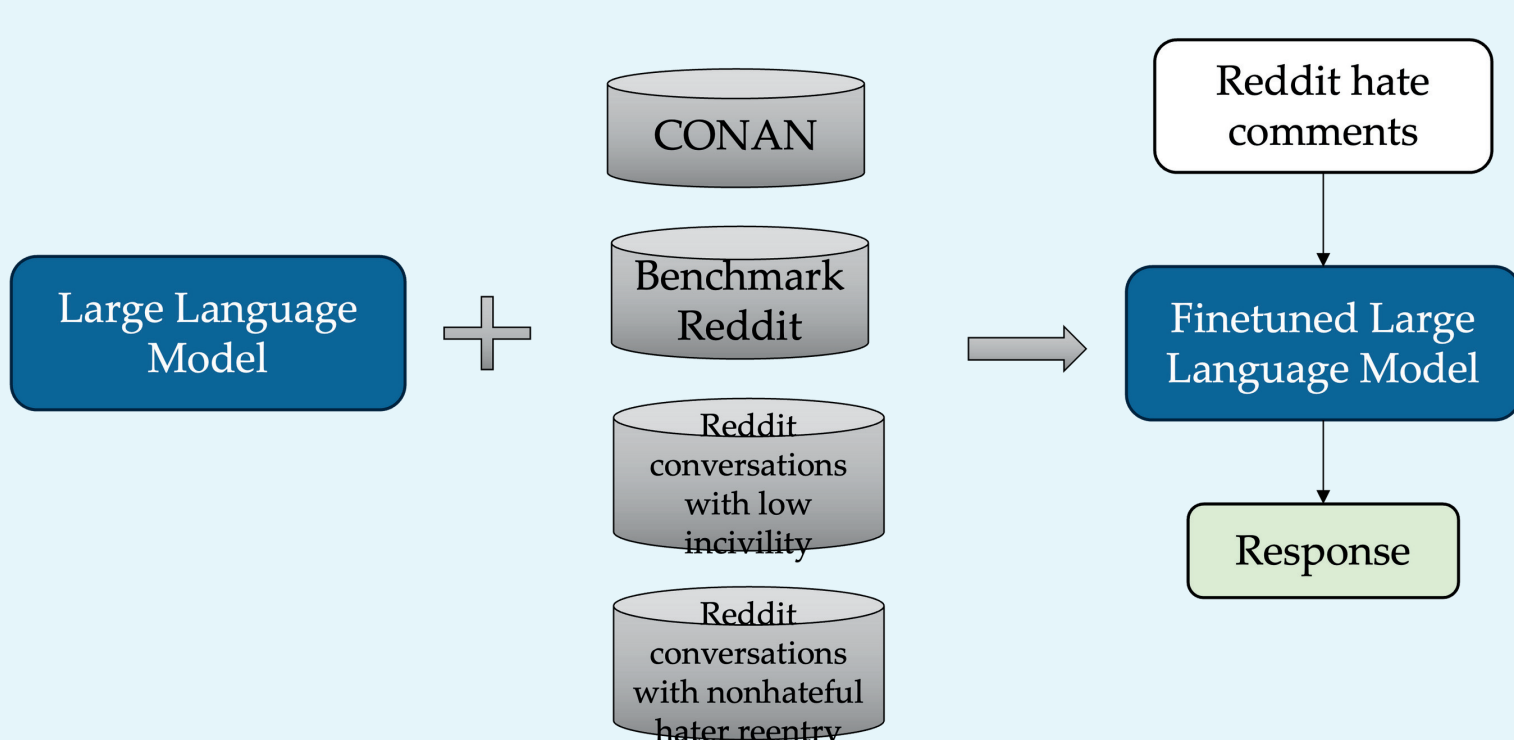 Large Language
Model
CONAN
Benchmark
Reddit
Reddit
conversations
with low
incivility
Reddit
conversations
with nonhateful
hater reentry
Reddit hate
comments
Finetuned Large
Language Model
Response